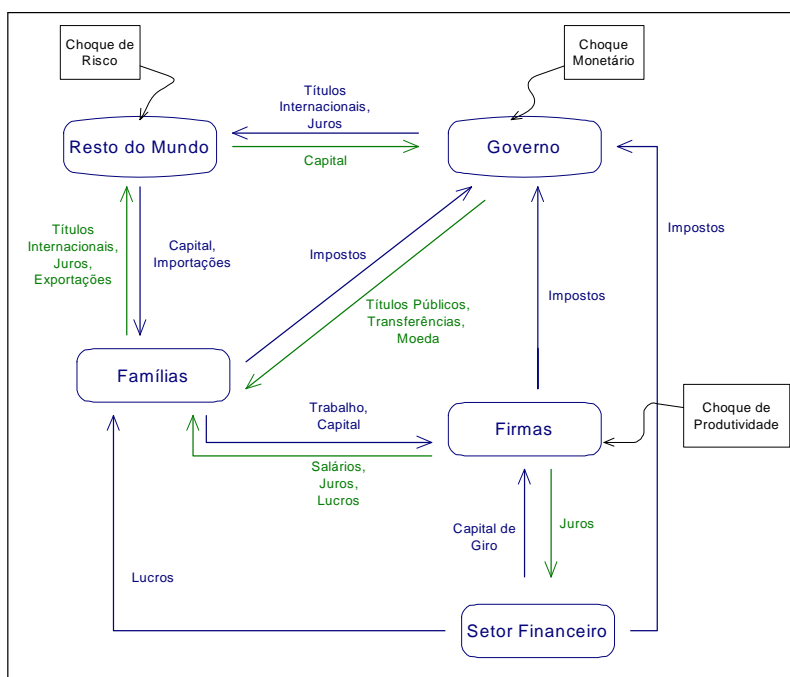 Choque de
Risco
Choque
Monetário
Títulos
Internacionais,
Juros
Resto do Mundo
Governo
Capital
Títulos
Internacionais,
Juros,
Exportações
Capital,
Importações
Impostos
Impostos
Impostos
Títulos Públicos,
Transferências,
Moeda
Famílias
Trabalho,
Capital
Firmas
Choque de
Produtividade
Salários,
Juros,
Lucros
Capital de
Giro
Juros
Lucros
Setor Financeiro